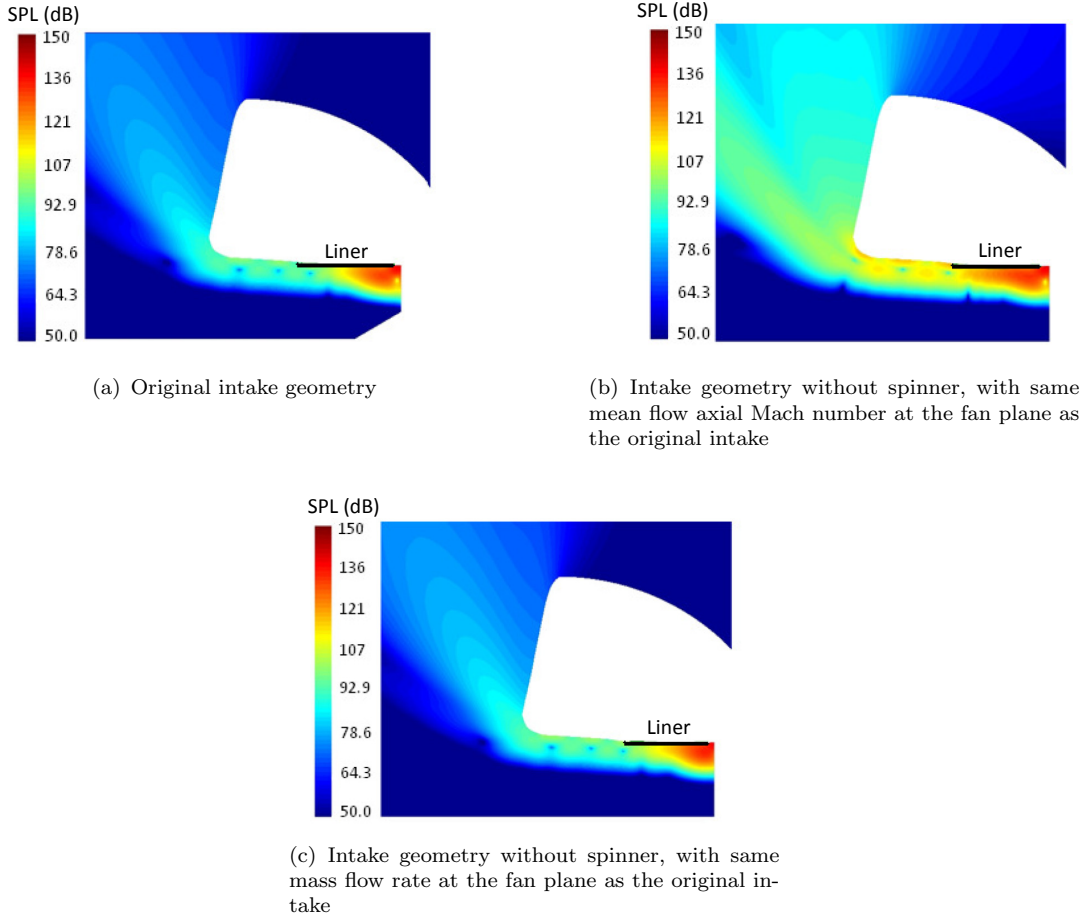 SPL (dB)
150
136
121
107
92.9
78.6
64.3
50.0
Liner
(a) Original intake geometry
SPL (dB)
150
136
121
107
92.9
78.6
64.3
50.0
Liner
(b) Intake geometry without spinner, with same
mean flow axial Mach number at the fan plane as
the original intake
SPL (dB)
150
136
121
107
92.9
78.6
64.3
50.0
Liner
(c) Intake geometry without spinner, with same
mass flow rate at the fan plane as the original in-
take